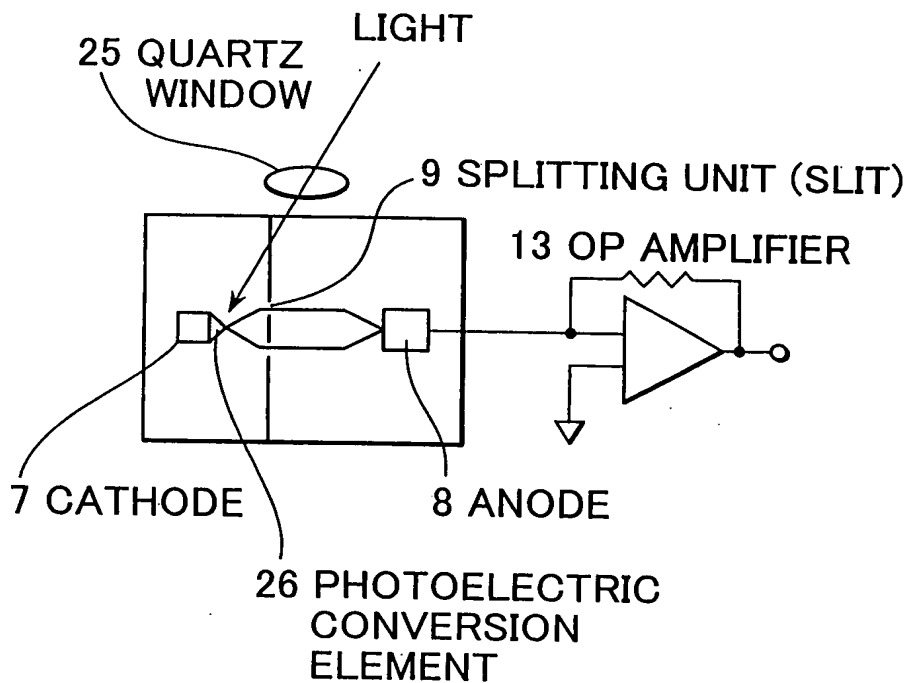 LIGHT
25 QUARTZ
WINDOW
9 SPLITTING UNIT (SLIT)
13 OP AMPLIFIER
7 CATHODE
8 ANODE
26 PHOTOELECTRIC
CONVERSION
ELEMENT